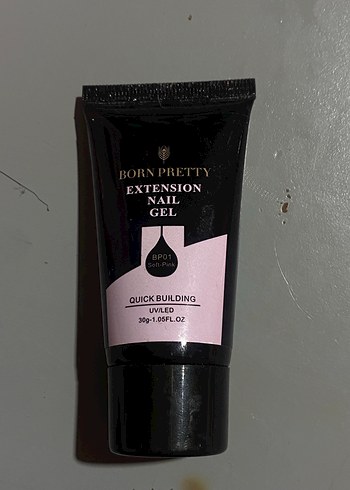 BORN PRETTY
EXTENSION
NAIL
GEL
BP01
Soft-Pink
QUICK BUILDING
UV/LED
30g-1.05FL.OZ